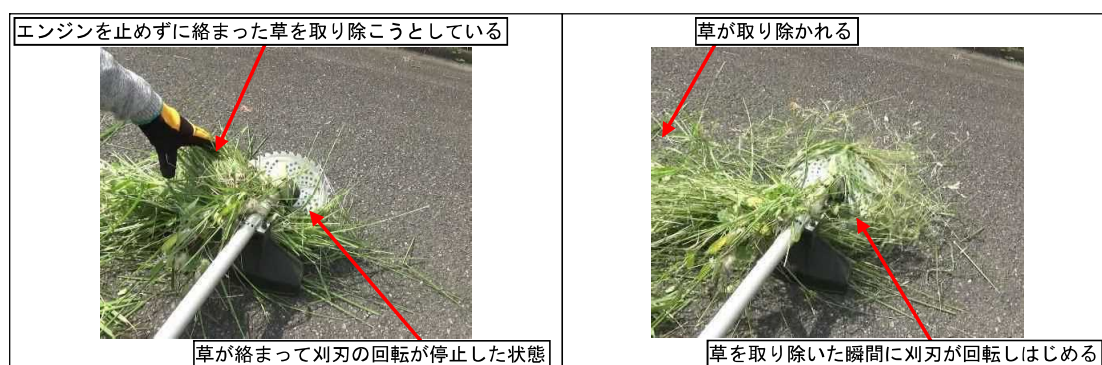 エンジンを止めずに絡まった草を取り除こうとしている
草が絡まって刈刃の回転が停止した状態
草が取り除かれる
草を取り除いた瞬間に刈刃が回転しはじめる